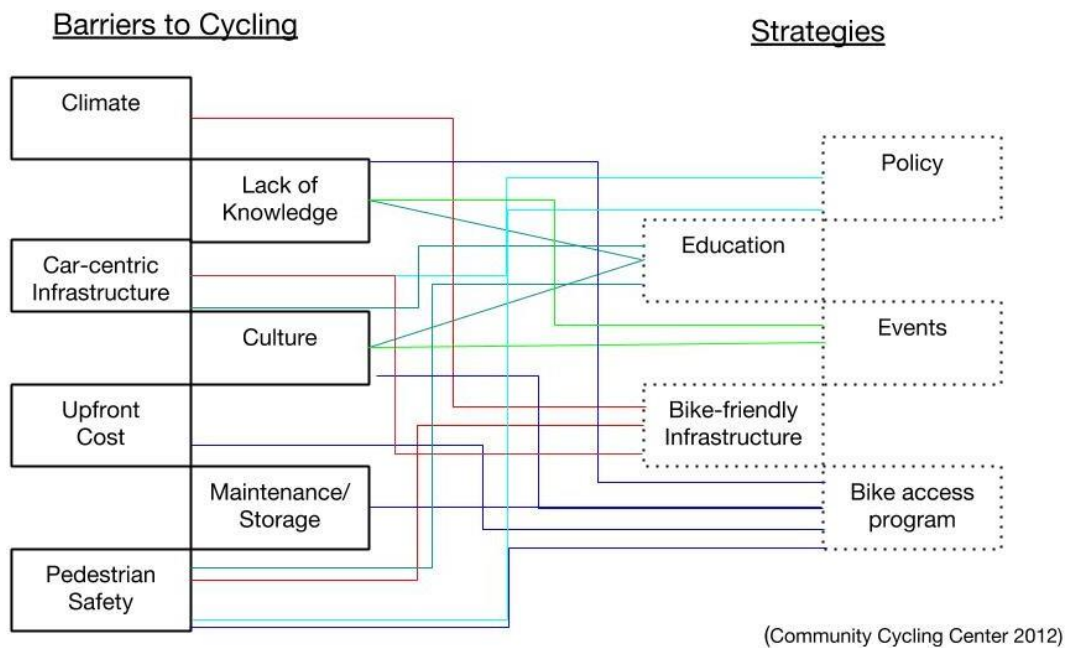 Barriers to Cycling
Strategies
Climate
Lack of
Knowledge
Car-centric
Infrastructure
Culture
Upfront
Cost
Maintenance/
Storage
Pedestrian
Safety
Policy
Education
Events
Bike-friendly
Infrastructure
Bike access
program
(Community Cycling Center 2012)